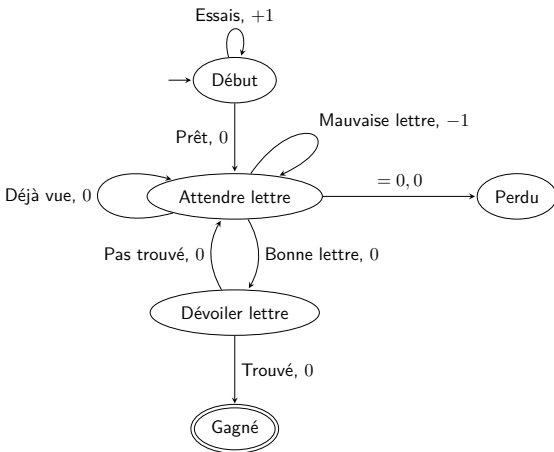 Essais, +1
Début
Prêt, 0
Mauvaise lettre, −1
Déjà vue, 0
Attendre lettre
= 0, 0
Perdu
Pas trouvé, 0
Bonne lettre, 0
Dévoiler lettre
Trouvé, 0
Gagné